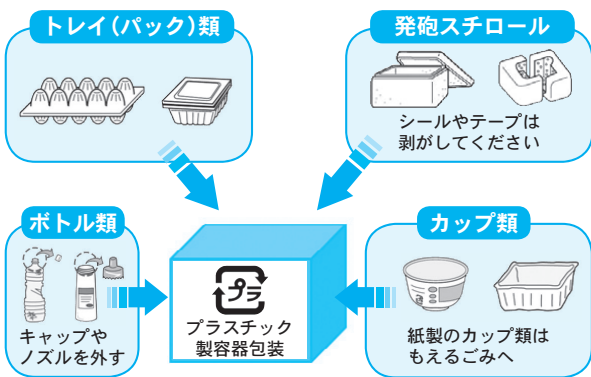 トレイ（パック）類
発砲スチロール
シールやテープは
剥がしてください
ボトル類
キャップや
ノズルを外す
プラ
プラスチック
製容器包装
カップ類
紙製のカップ類は
もえるごみへ